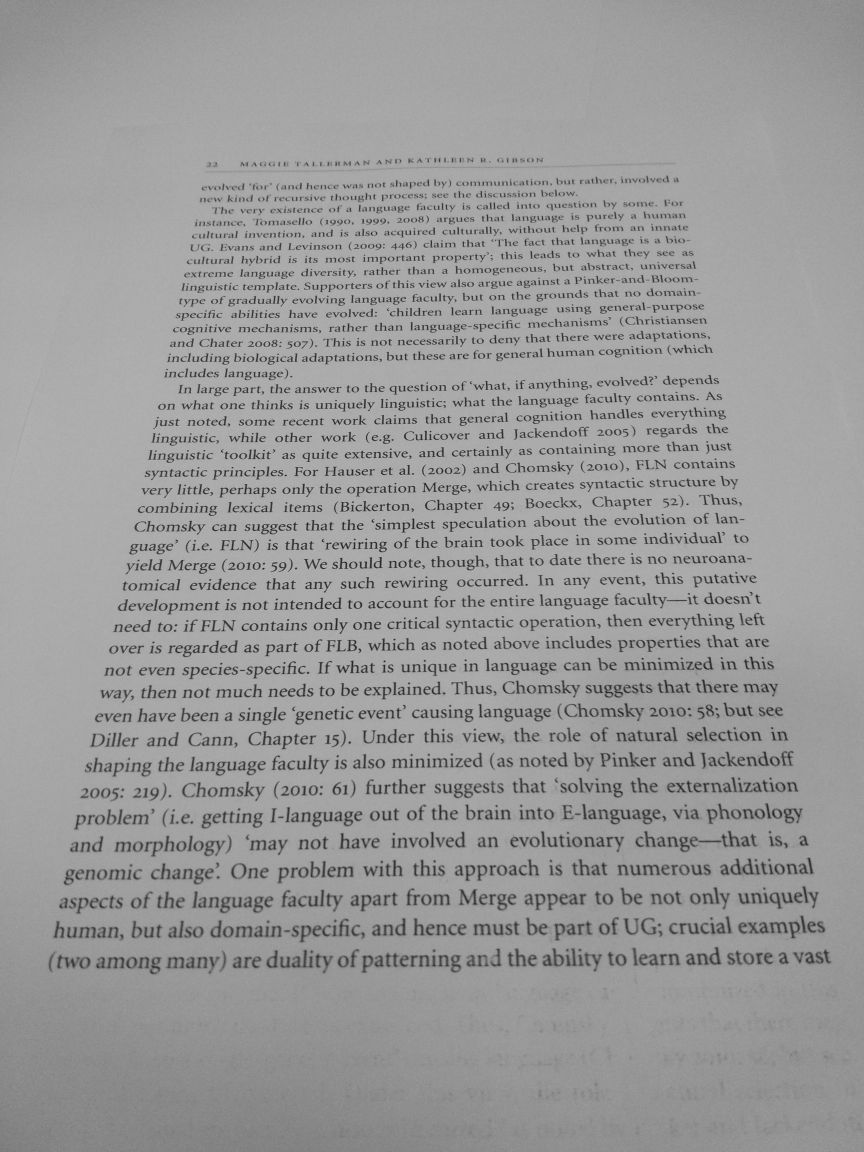 22 MAGGIE TALLERMAN AND KATHLEEN R. GIBSON
evolved 'for' (and hence was not shaped by) communication, but rather, involved a
new kind of recursive thought process; see the discussion below.
The very existence of a language faculty is called into question by some. For
instance, Tomasello (1990, 1999, 2008) argues that language is purely a human
cultural invention, and is also acquired culturally, without help from an innate
UG. Evans and Levinson (2009: 446) claim that 'The fact that language is a bio-
cultural hybrid is its most important property'; this leads to what they see as
extreme language diversity, rather than a homogeneous, but abstract, universal
linguistic template. Supporters of this view also argue against a Pinker-and-Bloom-
type of gradually evolving language faculty, but on the grounds that no domain-
specific abilities have evolved: 'children learn language using general-purpose
cognitive mechanisms, rather than language-specific mechanisms' (Christiansen
and Chater 2008: 507). This is not necessarily to deny that there were adaptations,
including biological adaptations, but these are for general human cognition (which
includes language).
In large part, the answer to the question of 'what, if anything, evolved?' depends
on what one thinks is uniquely linguistic; what the language faculty contains. As
just noted, some recent work claims that general cognition handles everything
linguistic, while other work (e.g. Culicover and Jackendoff 2005) regards the
linguistic 'toolkit' as quite extensive, and certainly as containing more than just
syntactic principles. For Hauser et al. (2002) and Chomsky (2010), FLN contains
very little, perhaps only the operation Merge, which creates syntactic structure by
combining lexical items (Bickerton, Chapter 49; Boeckx, Chapter 52). Thus,
Chomsky can suggest that the 'simplest speculation about the evolution of lan-
guage' (i.e. FLN) is that 'rewiring of the brain took place in some individual' to
yield Merge (2010: 59). We should note, though, that to date there is no neuroana-
tomical evidence that any such rewiring occurred. In any event, this putative
development is not intended to account for the entire language faculty—it doesn't
need to: if FLN contains only one critical syntactic operation, then everything left
over is regarded as part of FLB, which as noted above includes properties that are
not even species-specific. If what is unique in language can be minimized in this
way, then not much needs to be explained. Thus, Chomsky suggests that there may
even have been a single 'genetic event' causing language (Chomsky 2010: 58; but see
Diller and Cann, Chapter 15). Under this view, the role of natural selection in
shaping the language faculty is also minimized (as noted by Pinker and Jackendoff
2005: 219). Chomsky (2010: 61) further suggests that 'solving the externalization
problem' (i.e. getting I-language out of the brain into E-language, via phonology
and morphology) 'may not have involved an evolutionary change—that is, a
genomic change'. One problem with this approach is that numerous additional
aspects of the language faculty apart from Merge appear to be not only uniquely
human, but also domain-specific, and hence must be part of UG; crucial examples
(two among many) are duality of patterning and the ability to learn and store a vast